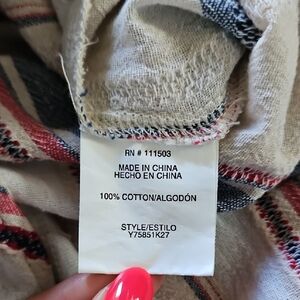 RN # 111503
MADE IN CHINA
HECHO EN CHINA
100% COTTON/ALGODÓN
STYLE/ESTILO
Y75851K27